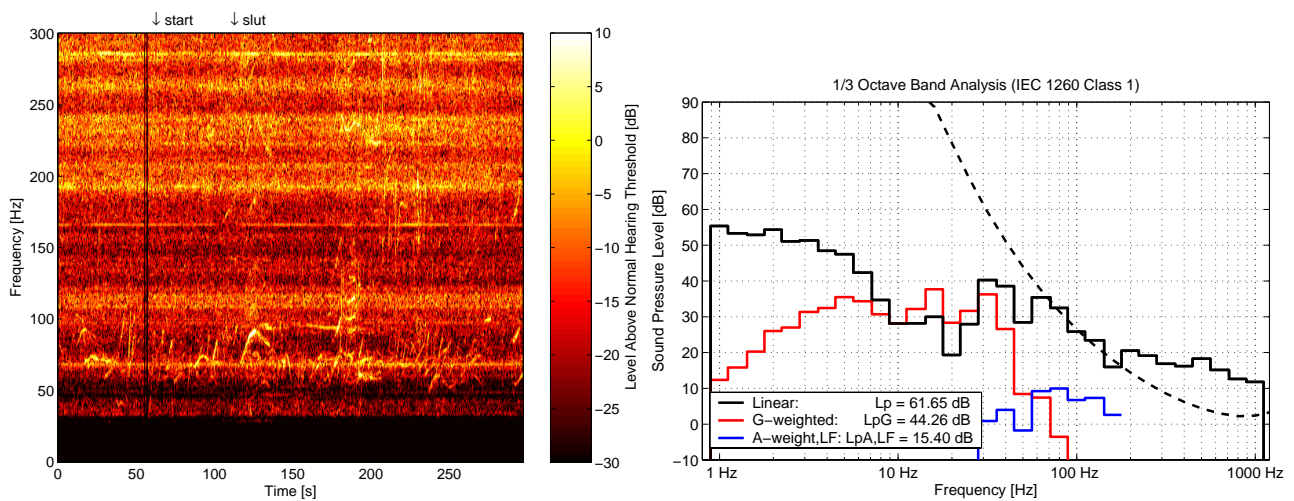 ↓ start ↓ slut
300
250
200
150
100
50
0
Frequency [Hz]
0 50 100 150 200 250
Time [s]
10
5
0
−5
−10
−15
−20
−25
−30
Level Above Normal Hearing Threshold [dB]
1/3 Octave Band Analysis (IEC 1260 Class 1)
90
80
70
60
50
40
30
20
10
0
−10
Sound Pressure Level [dB]
Linear: Lp = 61.65 dB
G−weighted: LpG = 44.26 dB
A−weight,LF: LpA,LF = 15.40 dB
1 Hz 10 Hz 100 Hz 1000 Hz
Frequency [Hz]